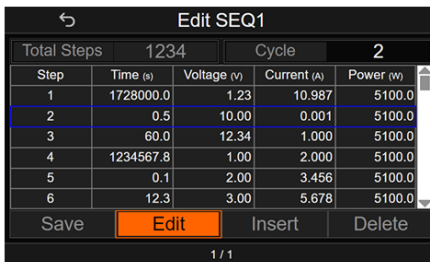 Edit SEQ1
Total Steps 1234 Cycle 2
Step Time (s) Voltage (V) Current (A) Power (W)
1 1728000.0 1.23 10.987 5100.0
2 0.5 10.00 0.001 5100.0
3 60.0 12.34 1.000 5100.0
4 1234567.8 1.00 2.000 5100.0
5 0.1 2.00 3.456 5100.0
6 12.3 3.00 5.678 5100.0
Save Edit Insert Delete
1 / 1